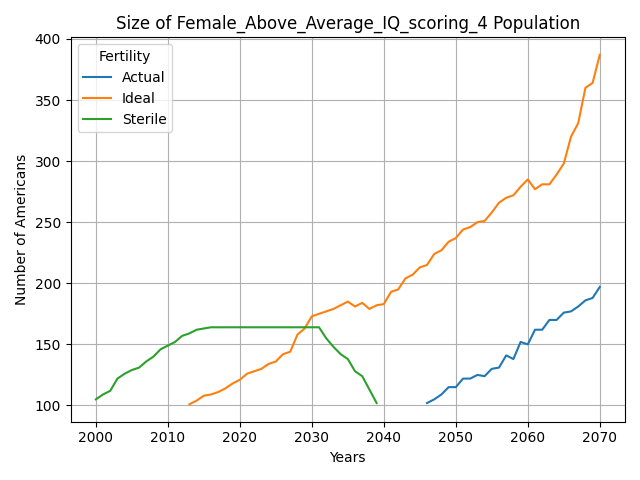 Size of Female_Above_Average_IQ_scoring_4 Population
Fertility
Actual
Ideal
Sterile
Number of Americans
400
350
300
250
200
150
100
2000 2010 2020 2030 2040 2050 2060 2070
Years